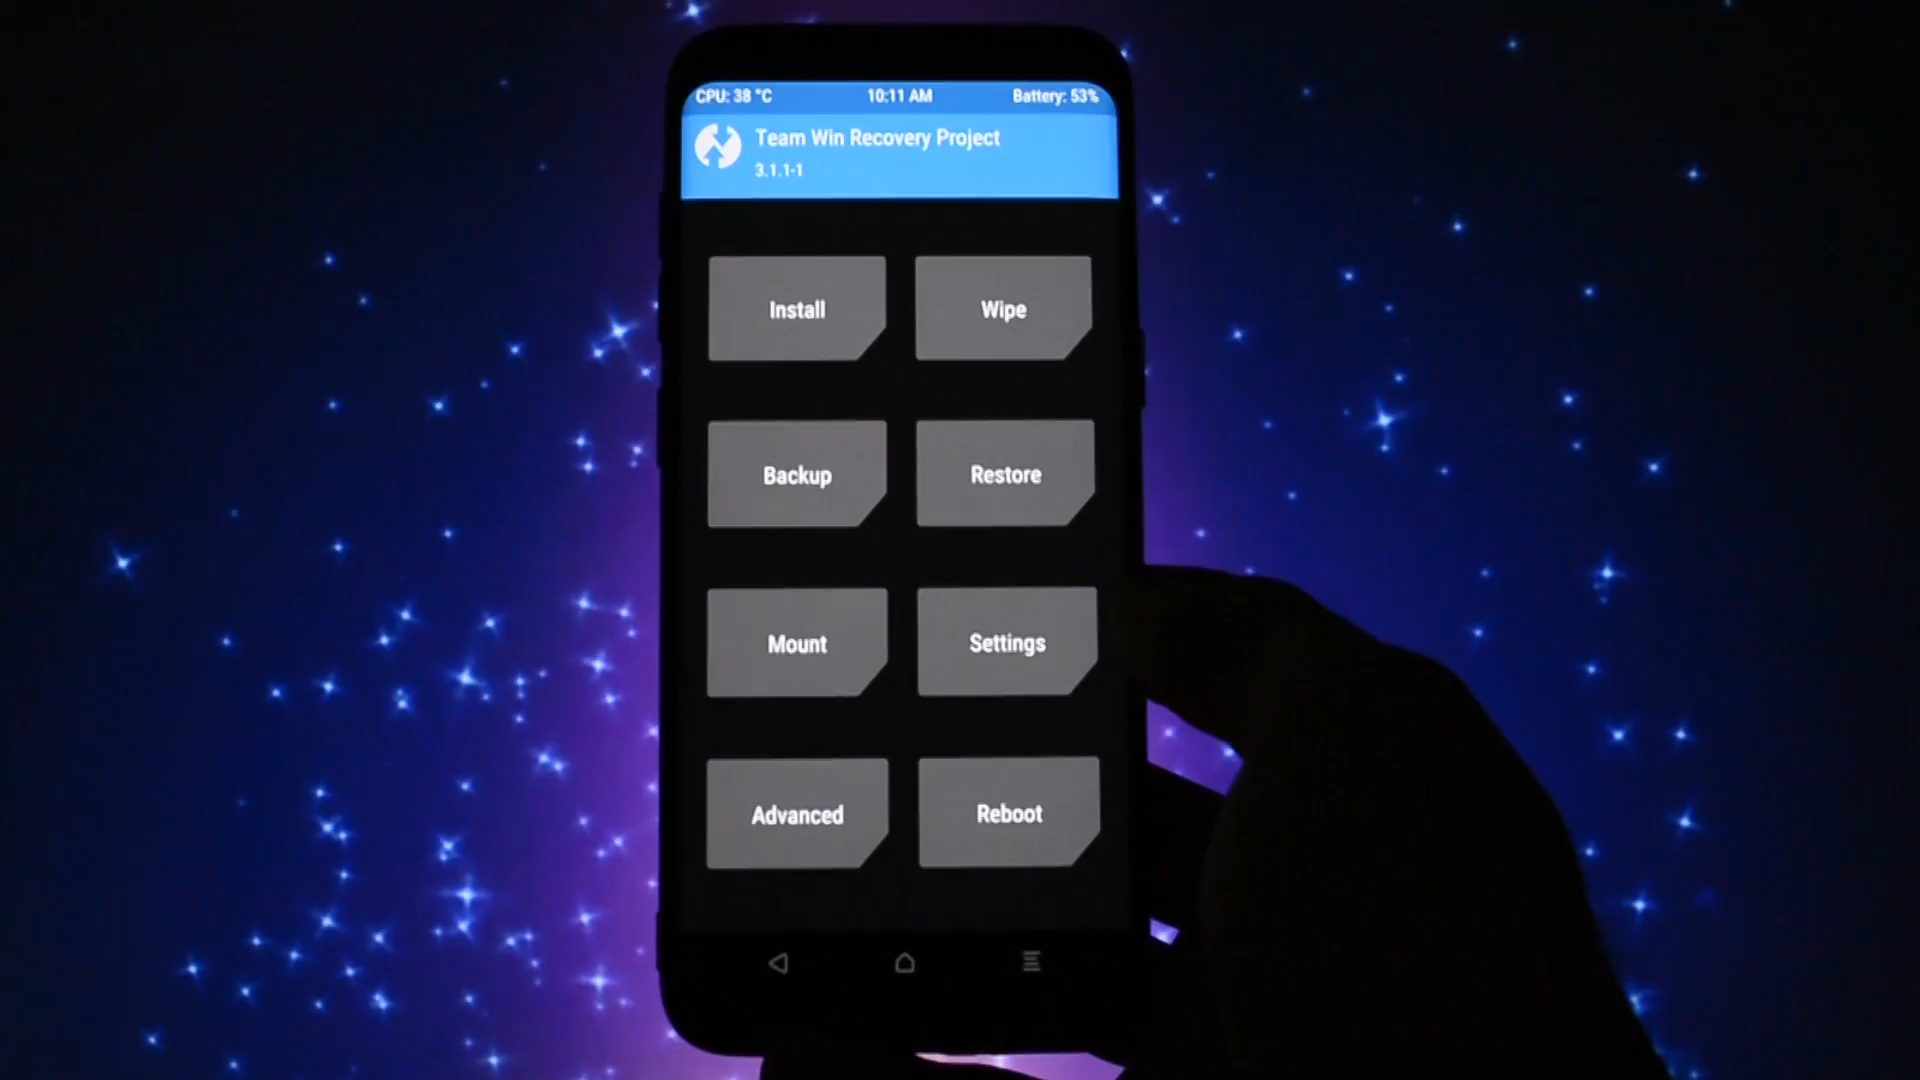 CPU: 38 °C 10:11 AM Battery: 53%
Team Win Recovery Project
3.1.1-1
Install Wipe
Backup Restore
Mount Settings
Advanced Reboot